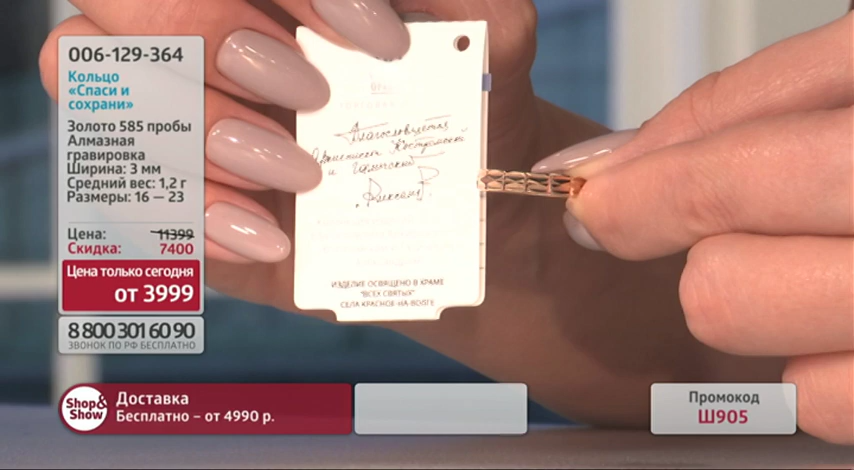 006-129-364
Кольцо
«Спаси и
сохрани»
Золото 585 пробы
Алмазная
гравировка
Ширина: 3 мм
Средний вес: 1,2 г
Размеры: 16 — 23
Цена: 11399
Скидка: 7400
Цена только сегодня
от 3999
8 800 301 60 90
ЗВОНОК ПО РФ БЕСПЛАТНО
и Галичский
ИЗДЕЛИЕ ОСВЯЩЕНО В ХРАМЕ
"ВСЕХ СВЯТЫХ"
СЕЛА КРАСНОЕ-НА-ВОЛГЕ
Shop&
Show
Доставка
Бесплатно – от 4990 р.
Промокод
Ш905